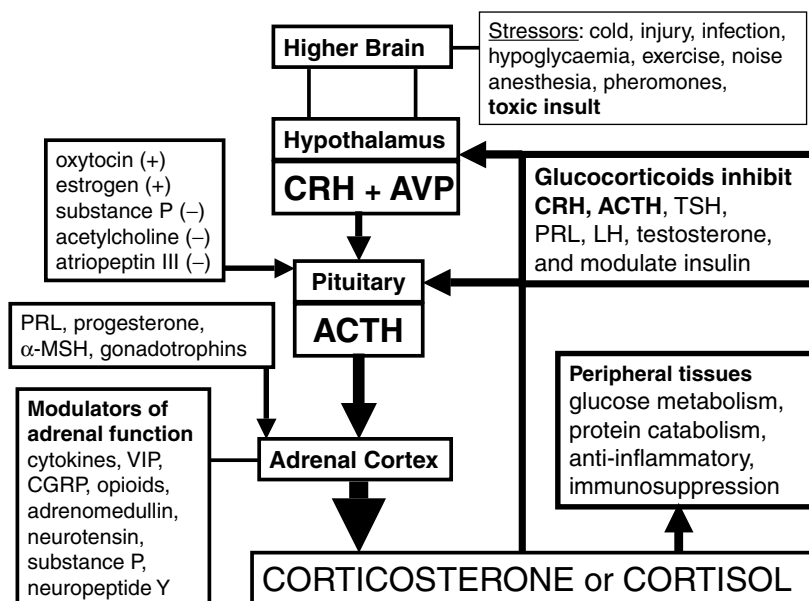 Higher Brain
Stressors: cold, injury, infection,
hypoglycaemia, exercise, noise
anesthesia, pheromones,
toxic insult
Hypothalamus
CRH + AVP
oxytocin (+)
estrogen (+)
substance P (−)
acetylcholine (−)
atriopeptin III (−)
Glucocorticoids inhibit
CRH, ACTH, TSH,
PRL, LH, testosterone,
and modulate insulin
Pituitary
ACTH
PRL, progesterone,
α-MSH, gonadotrophins
Modulators of
adrenal function
cytokines, VIP,
CGRP, opioids,
adrenomedullin,
neurotensin,
substance P,
neuropeptide Y
Adrenal Cortex
Peripheral tissues
glucose metabolism,
protein catabolism,
anti-inflammatory,
immunosuppression
CORTICOSTERONE or CORTISOL